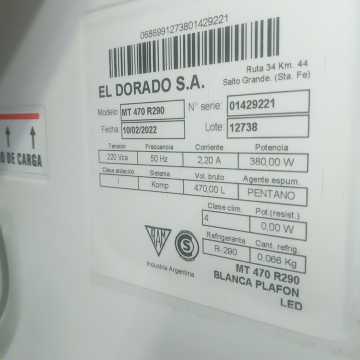 0686991273801429221
EL DORADO S.A.
Ruta 34 Km. 44
Salto Grande. (Sta. Fe)
Modelo: MT 470 R290
N° serie: 01429221
Fecha: 10/02/2022
Lote: 12738
Tensión Frecuencia Corriente Potencia
220 Vca 50 Hz 2,20 A 380,00 W
Clase aislación Sistema Vol. bruto Agente espum.
I Komp 470,00 L PENTANO
Clase clim. Pot.(resist.)
4 0,00 W
Refrigerante Cant. refrig.
R-290 0,066 Kg
IRAM S
Industria Argentina
MT 470 R290
BLANCA PLAFON
LED
DE CARGA